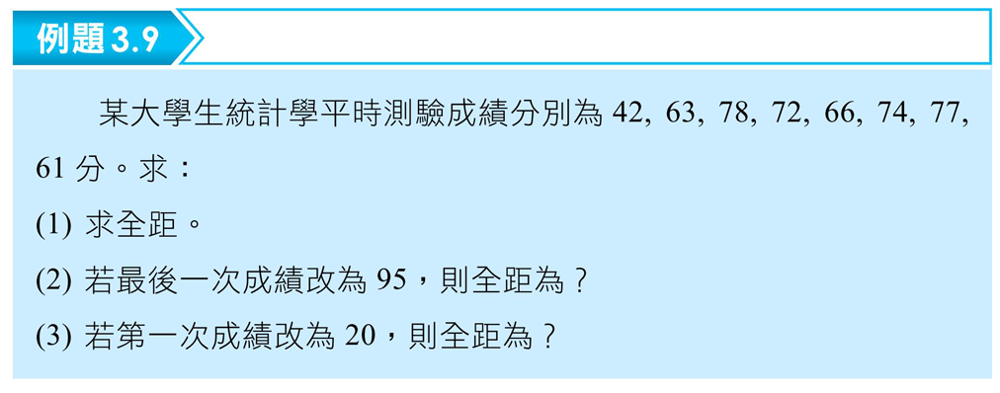 例題 3.9
某大學生統計學平時測驗成績分別為 42, 63, 78, 72, 66, 74, 77,
61 分。求：
(1) 求全距。
(2) 若最後一次成績改為 95，則全距為？
(3) 若第一次成績改為 20，則全距為？